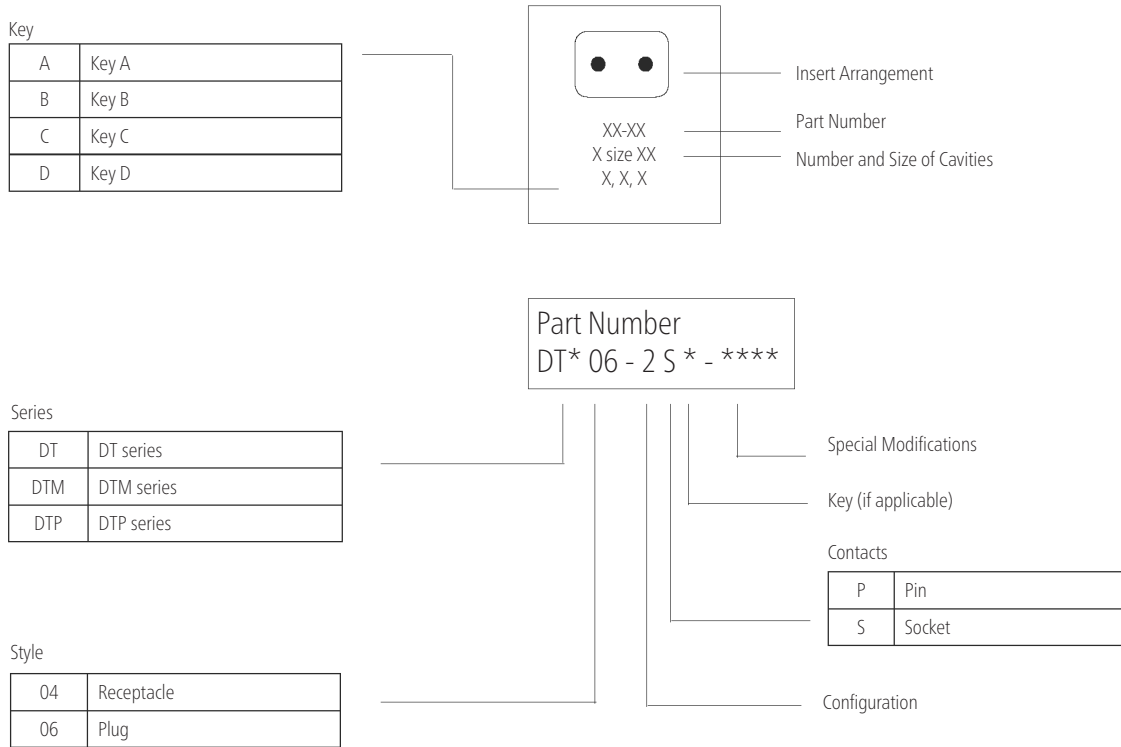 Key
A Key A
B Key B
C Key C
D Key D
XX-XX
X size XX
X, X, X
Insert Arrangement
Part Number
Number and Size of Cavities
Part Number
DT* 06 - 2 S * - ****
Series
DT DT series
DTM DTM series
DTP DTP series
Style
04 Receptacle
06 Plug
Special Modifications
Key (if applicable)
Contacts
P Pin
S Socket
Configuration